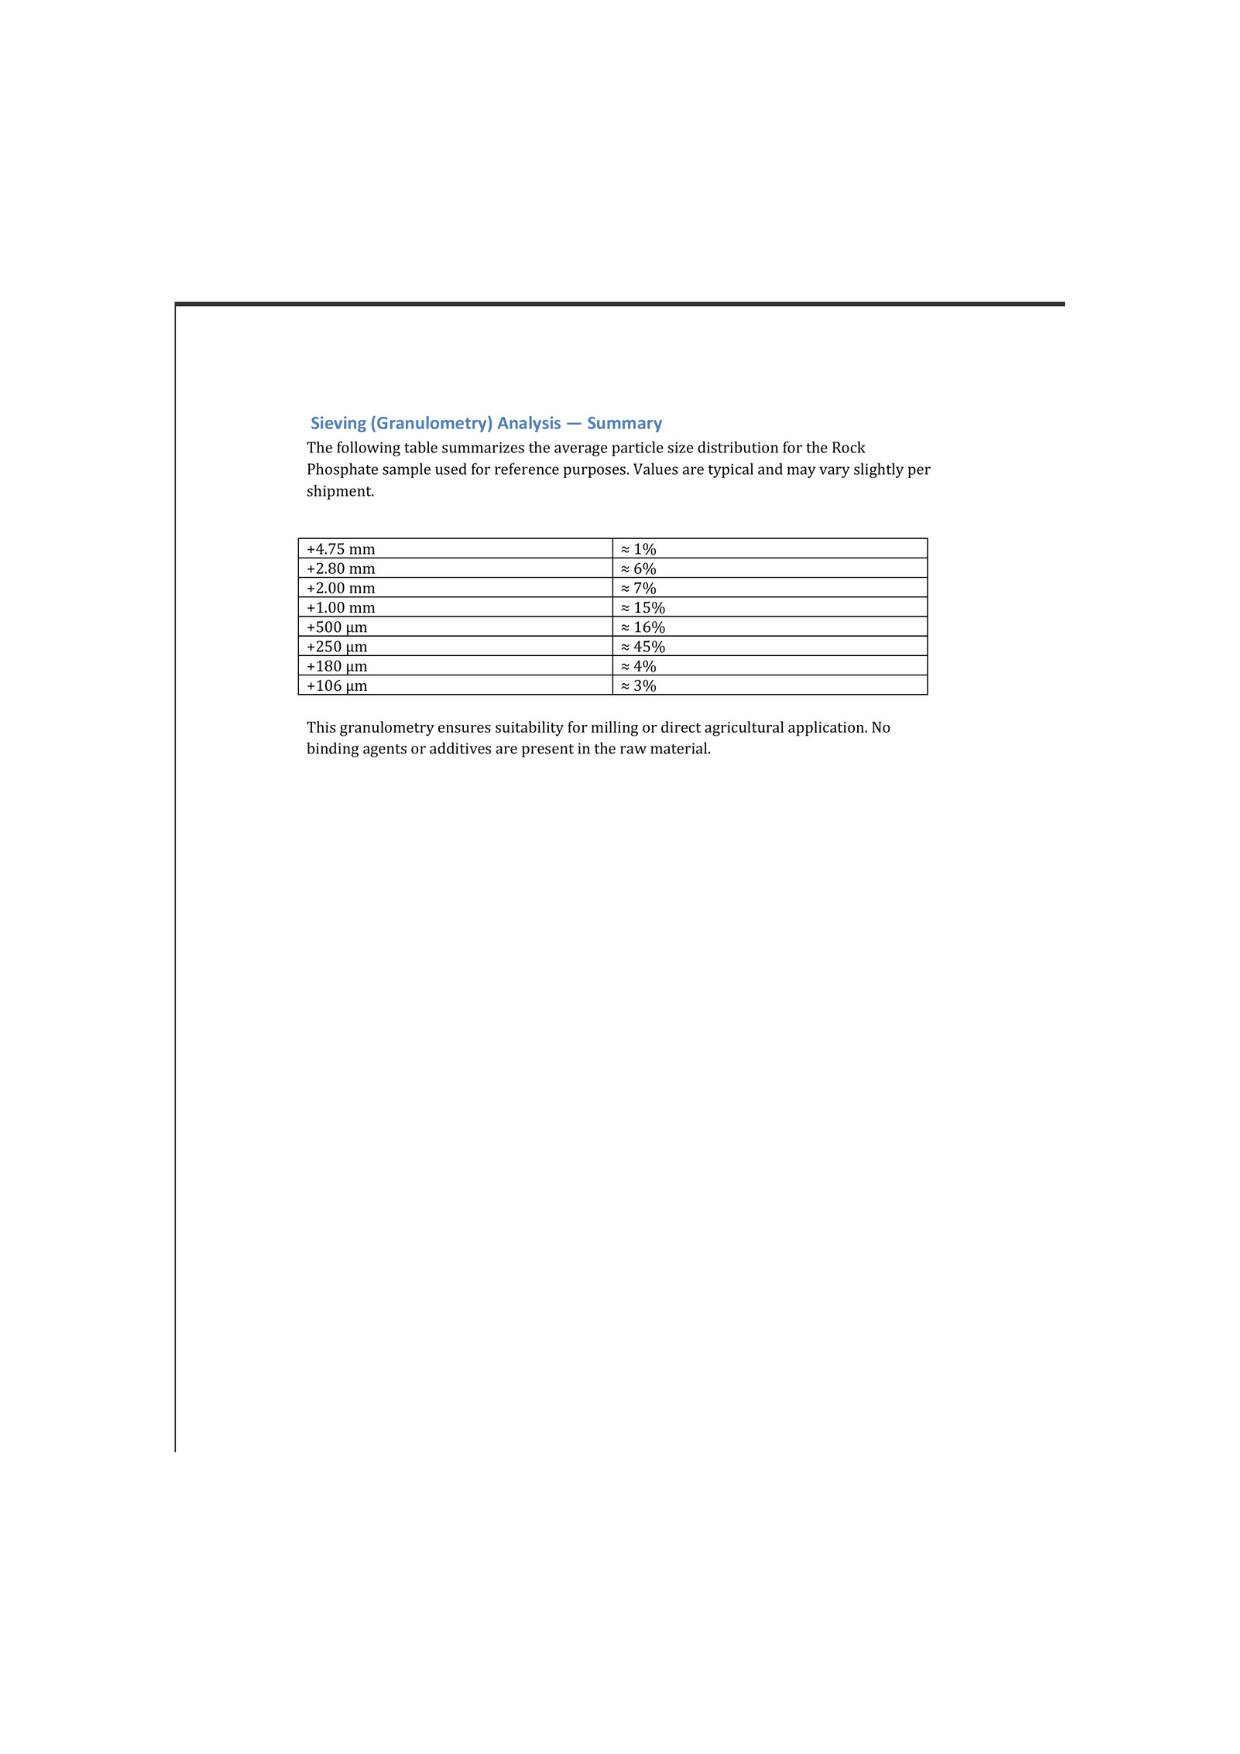 Sieving (Granulometry) Analysis — Summary
The following table summarizes the average particle size distribution for the Rock
Phosphate sample used for reference purposes. Values are typical and may vary slightly per
shipment.
+4.75 mm ≈ 1%
+2.80 mm ≈ 6%
+2.00 mm ≈ 7%
+1.00 mm ≈ 15%
+500 µm ≈ 16%
+250 µm ≈ 45%
+180 µm ≈ 4%
+106 µm ≈ 3%
This granulometry ensures suitability for milling or direct agricultural application. No
binding agents or additives are present in the raw material.